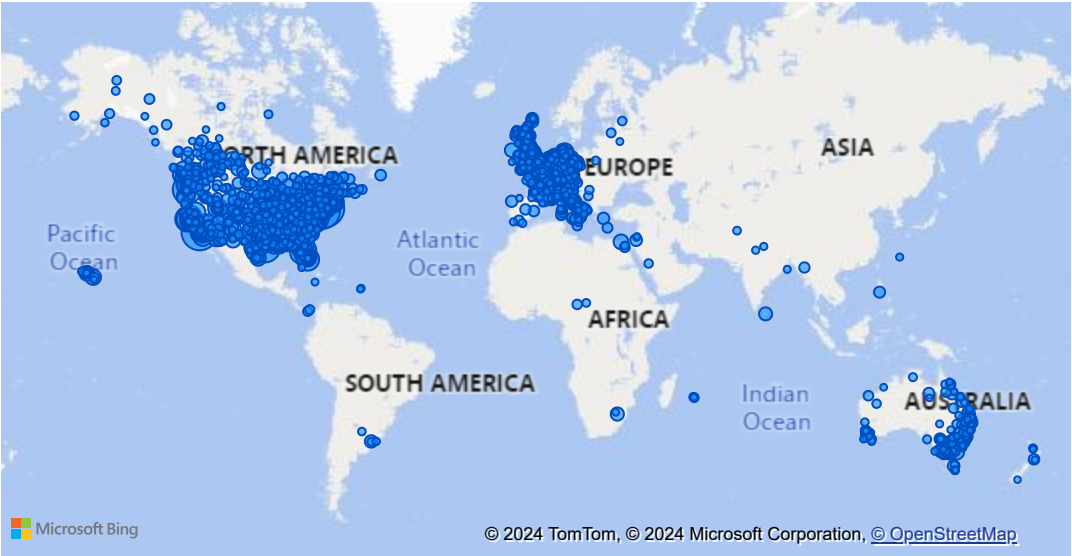 ORTH AMERICA
EUROPE
ASIA
Pacific
Ocean
Atlantic
Ocean
AFRICA
SOUTH AMERICA
Indian
Ocean
AUSTRALIA
Microsoft Bing
© 2024 TomTom, © 2024 Microsoft Corporation, © OpenStreetMap